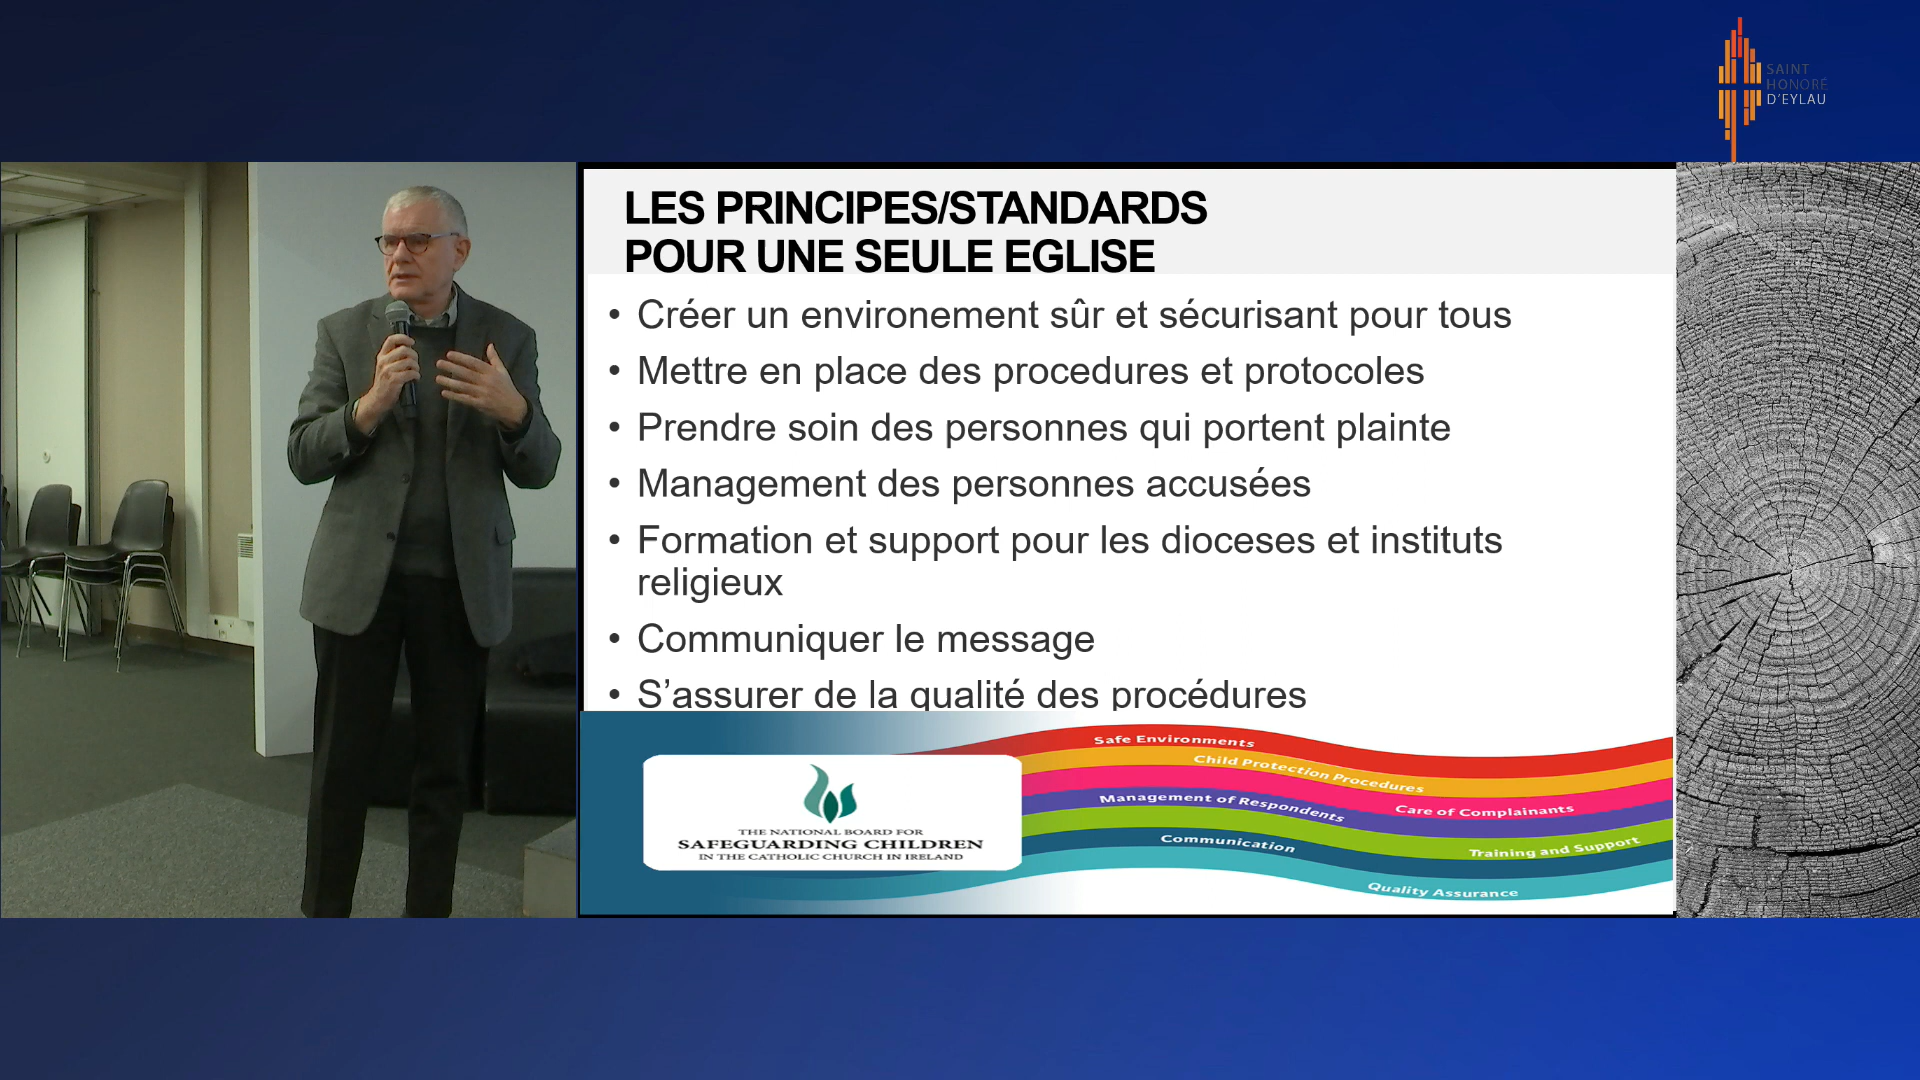 SAINT
HONORÉ
D'EYLAU
LES PRINCIPES/STANDARDS
POUR UNE SEULE EGLISE
• Créer un environement sûr et sécurisant pour tous
• Mettre en place des procedures et protocoles
• Prendre soin des personnes qui portent plainte
• Management des personnes accusées
• Formation et support pour les dioceses et instituts
religieux
• Communiquer le message
• S’assurer de la qualité des procédures
Safe Environments
Child Protection Procedures
Management of Respondents
Care of Complainants
Communication
Training and Support
Quality Assurance
THE NATIONAL BOARD FOR
SAFEGUARDING CHILDREN
IN THE CATHOLIC CHURCH IN IRELAND